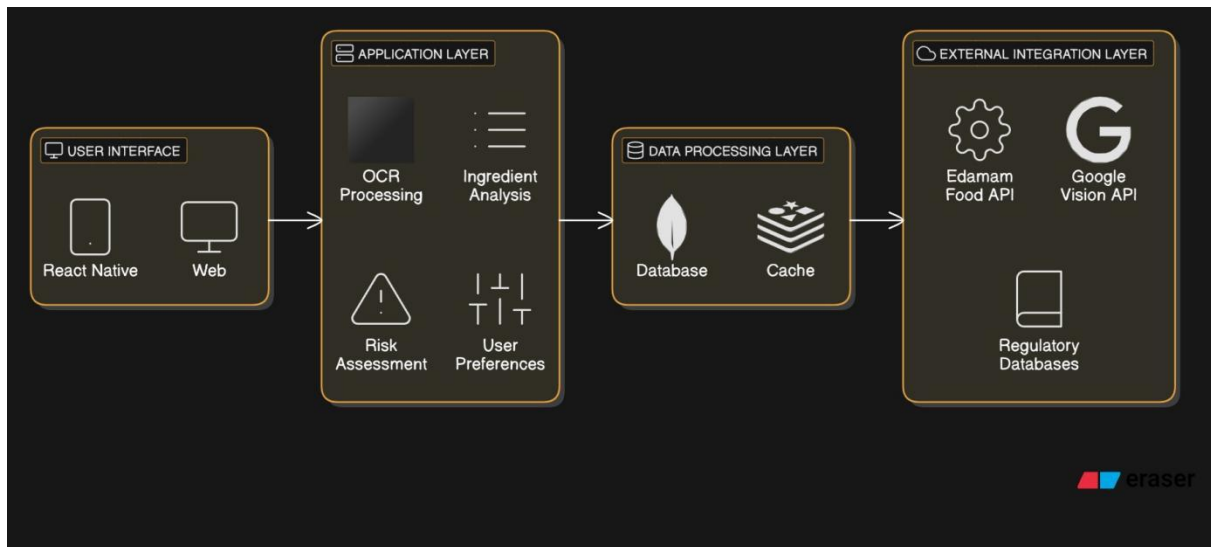 USER INTERFACE
React Native
Web
APPLICATION LAYER
OCR
Processing
Ingredient
Analysis
Risk
Assessment
User
Preferences
DATA PROCESSING LAYER
Database
Cache
EXTERNAL INTEGRATION LAYER
Edamam
Food API
Google
Vision API
Regulatory
Databases
eraser